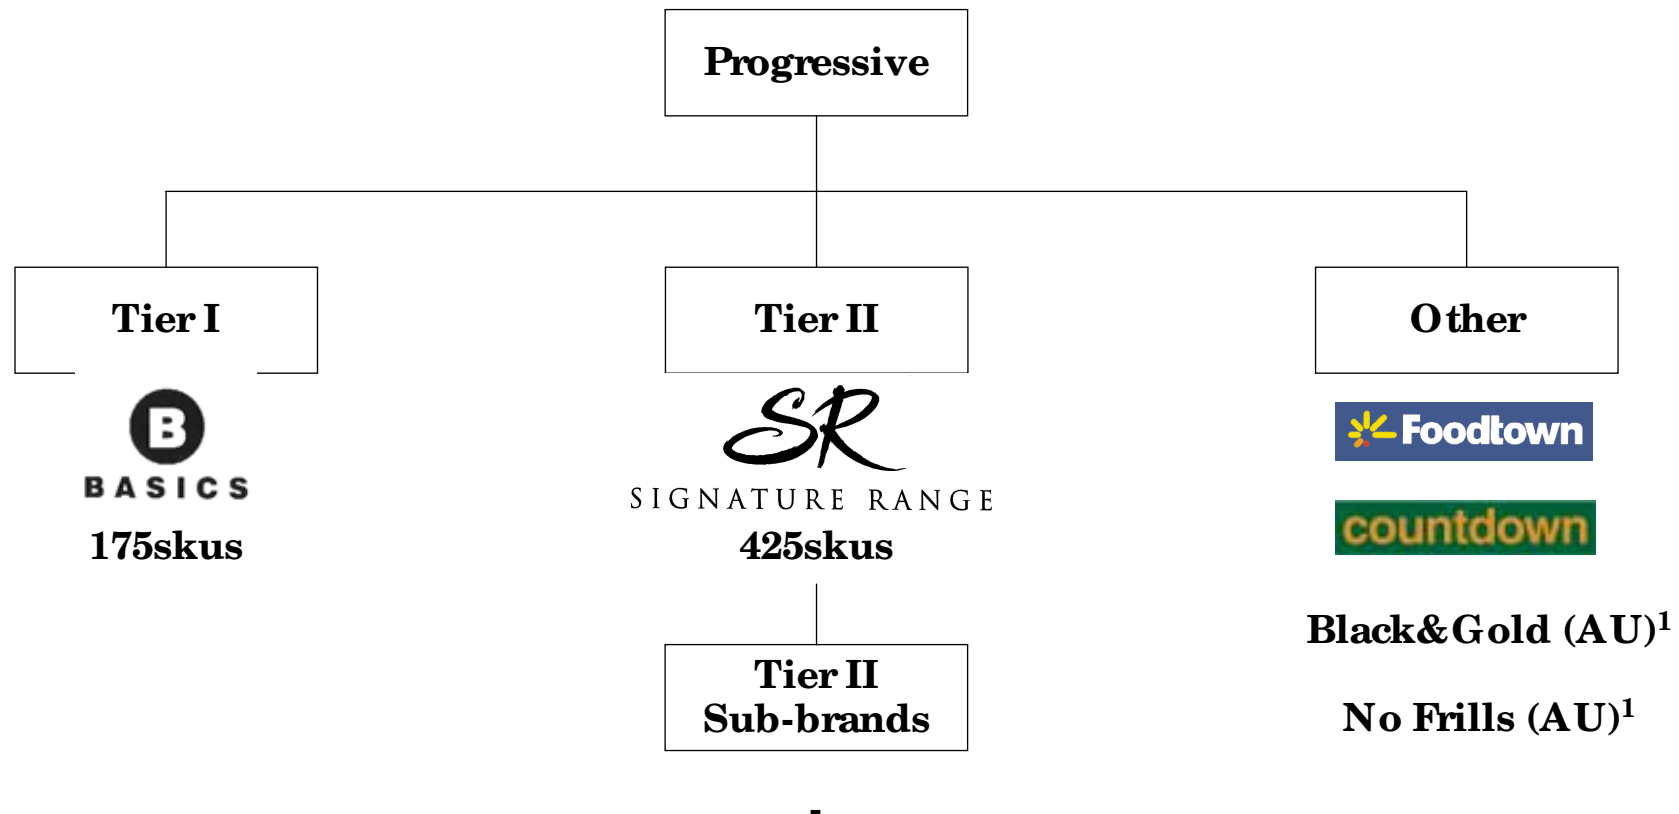 Progressive
Tier I
Tier II
Other
B
BASICS
175skus
SR
SIGNATURE RANGE
425skus
Foodtown
countdown
Black&Gold (AU)¹
No Frills (AU)¹
Tier II
Sub-brands
-